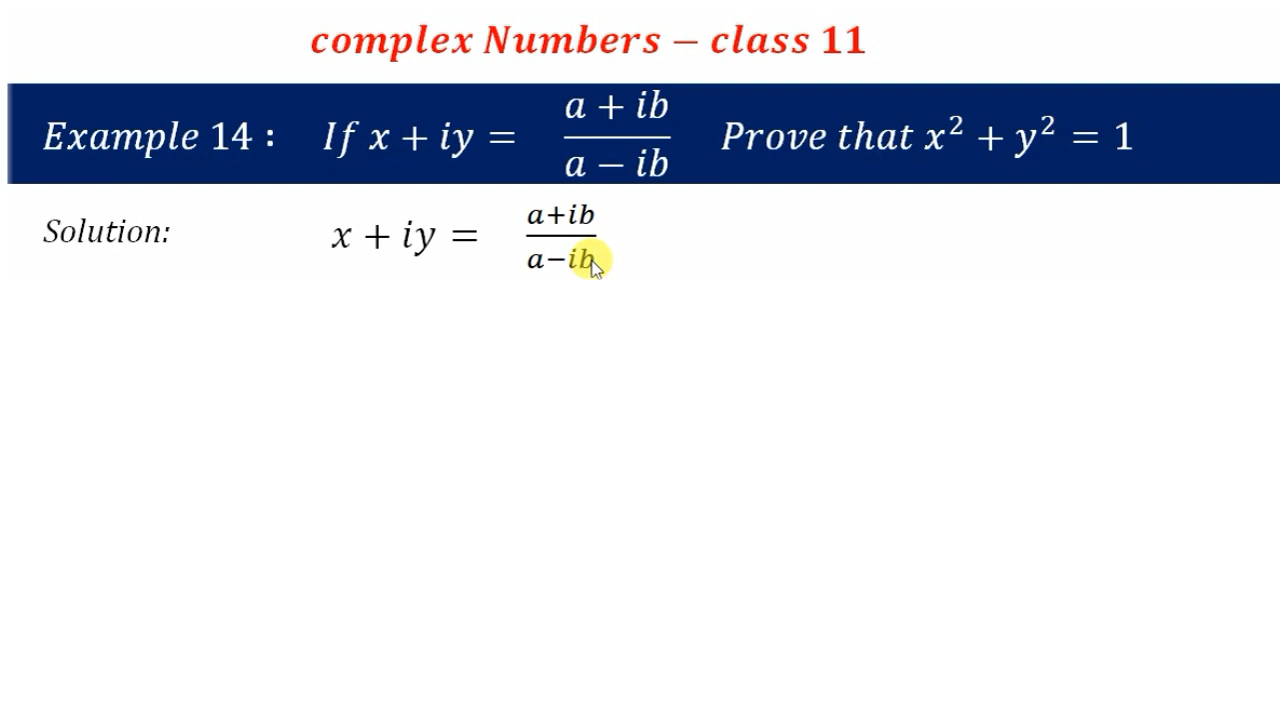 complex Numbers − class 11
Example 14 : If x + iy = a + ib / a − ib Prove that x² + y² = 1
Solution: x + iy = a+ib / a−ib